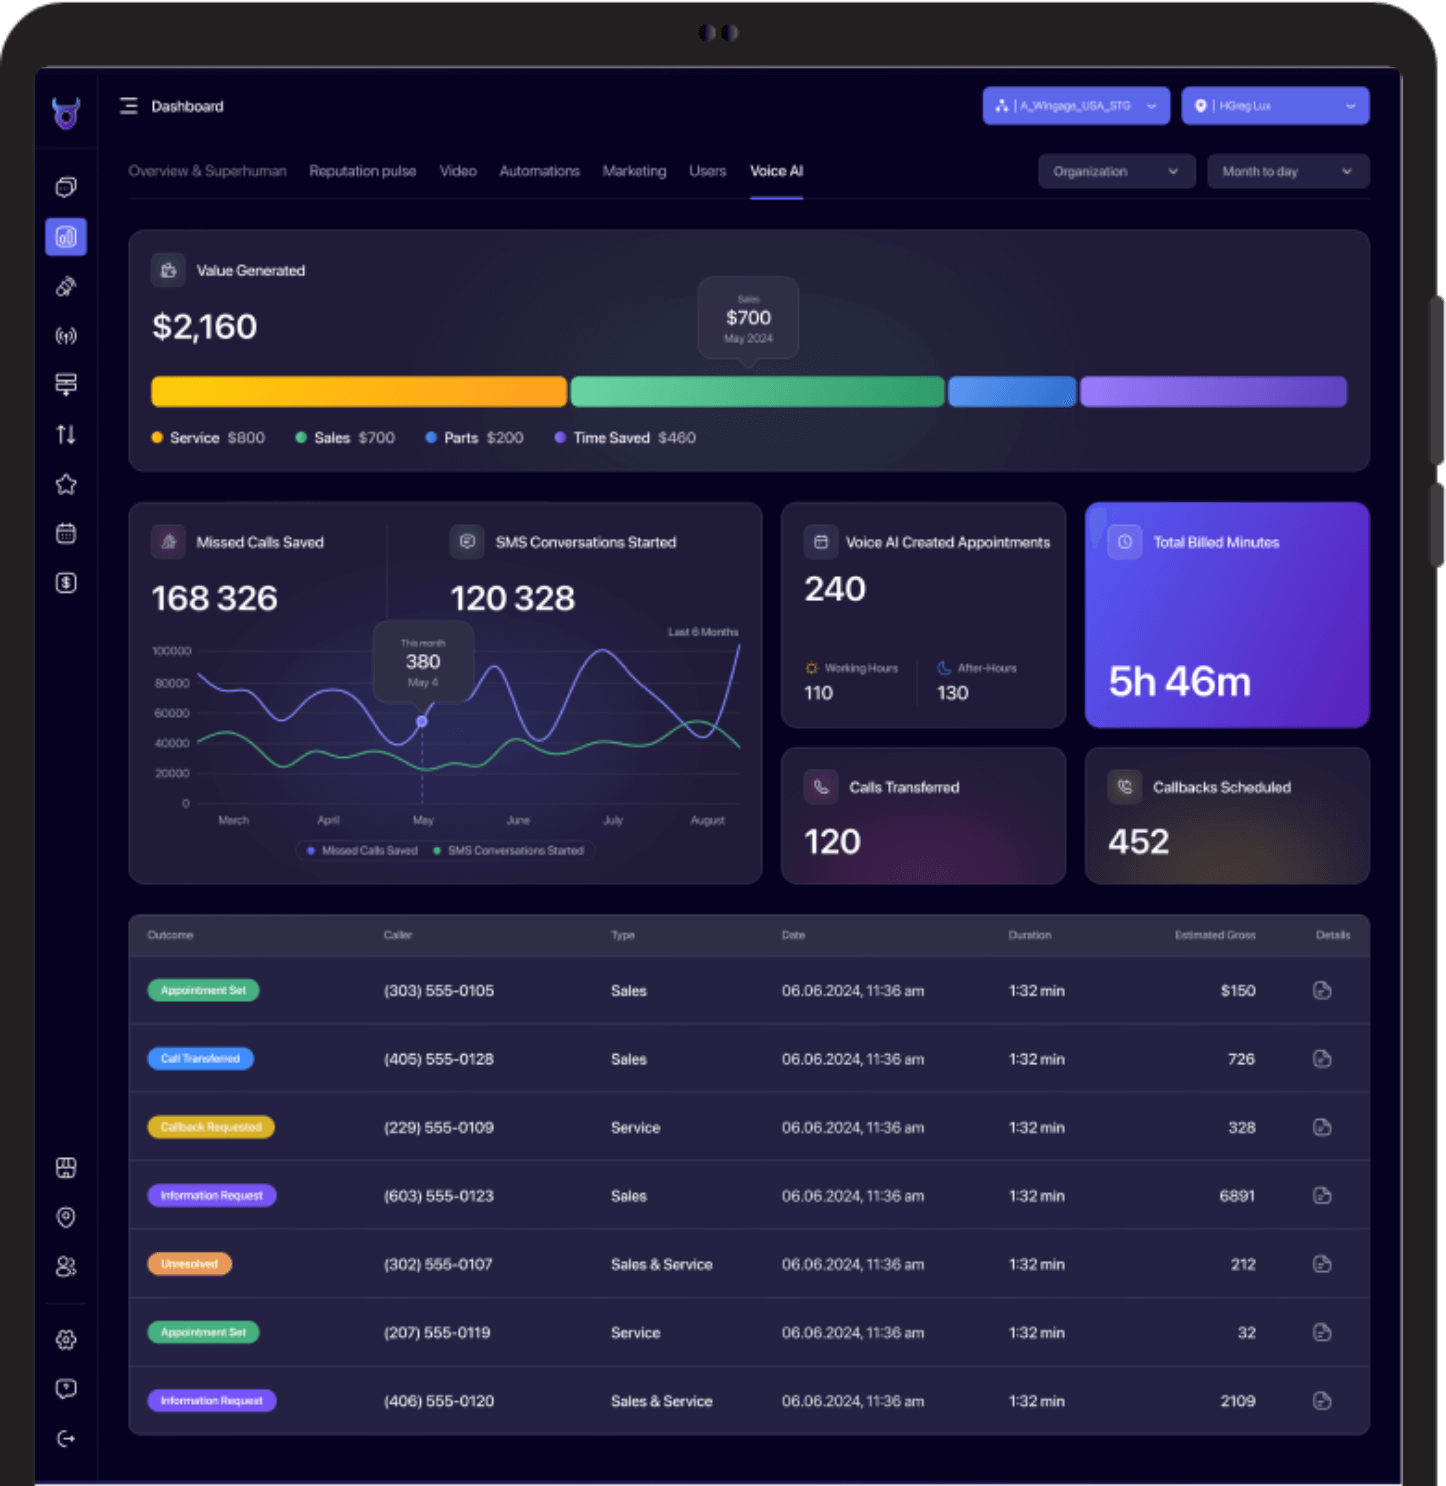 Dashboard
A_Wingage_USA_STG
HGreg Lux
Overview & Superhuman Reputation pulse Video Automations Marketing Users Voice AI
Organization Month to day
Value Generated
$2,160
Sales
$700
May 2024
Service $800 Sales $700 Parts $200 Time Saved $460
Missed Calls Saved
168 326
SMS Conversations Started
120 328
Last 6 Months
This month
380
May 4
100000
80000
60000
40000
20000
0
March April May June July August
Missed Calls Saved SMS Conversations Started
Voice AI Created Appointments
240
Working Hours
110
After-Hours
130
Total Billed Minutes
5h 46m
Calls Transferred
120
Callbacks Scheduled
452
Outcome Caller Type Date Duration Estimated Gross Details
Appointment Set (303) 555-0105 Sales 06.06.2024, 11:36 am 1:32 min $150
Call Transferred (405) 555-0128 Sales 06.06.2024, 11:36 am 1:32 min 726
Callback Requested (229) 555-0109 Service 06.06.2024, 11:36 am 1:32 min 328
Information Request (603) 555-0123 Sales 06.06.2024, 11:36 am 1:32 min 6891
Unresolved (302) 555-0107 Sales & Service 06.06.2024, 11:36 am 1:32 min 212
Appointment Set (207) 555-0119 Service 06.06.2024, 11:36 am 1:32 min 32
Information Request (406) 555-0120 Sales & Service 06.06.2024, 11:36 am 1:32 min 2109